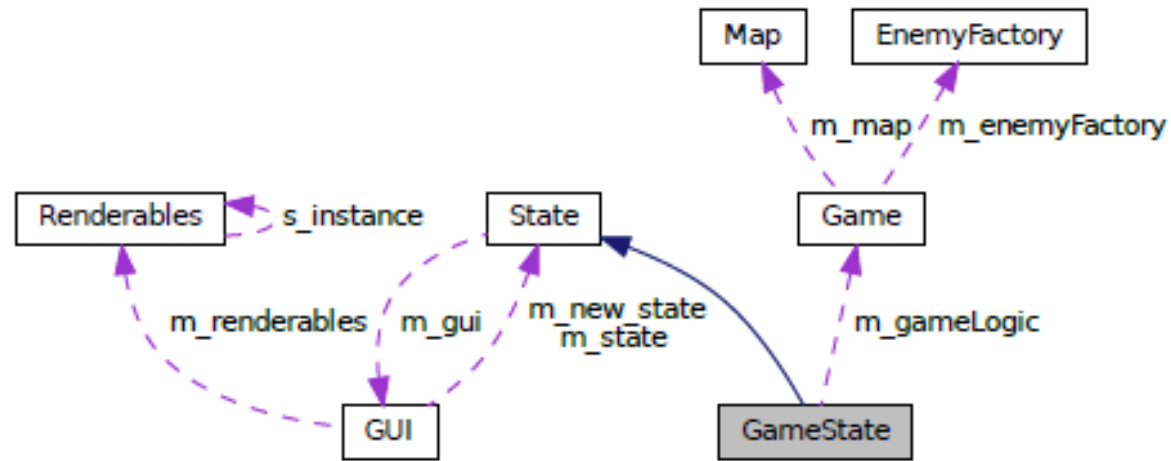 Map
EnemyFactory
m_map
m_enemyFactory
Renderables
s_instance
State
Game
m_renderables
m_gui
m_new_state
m_state
m_gameLogic
GUI
GameState